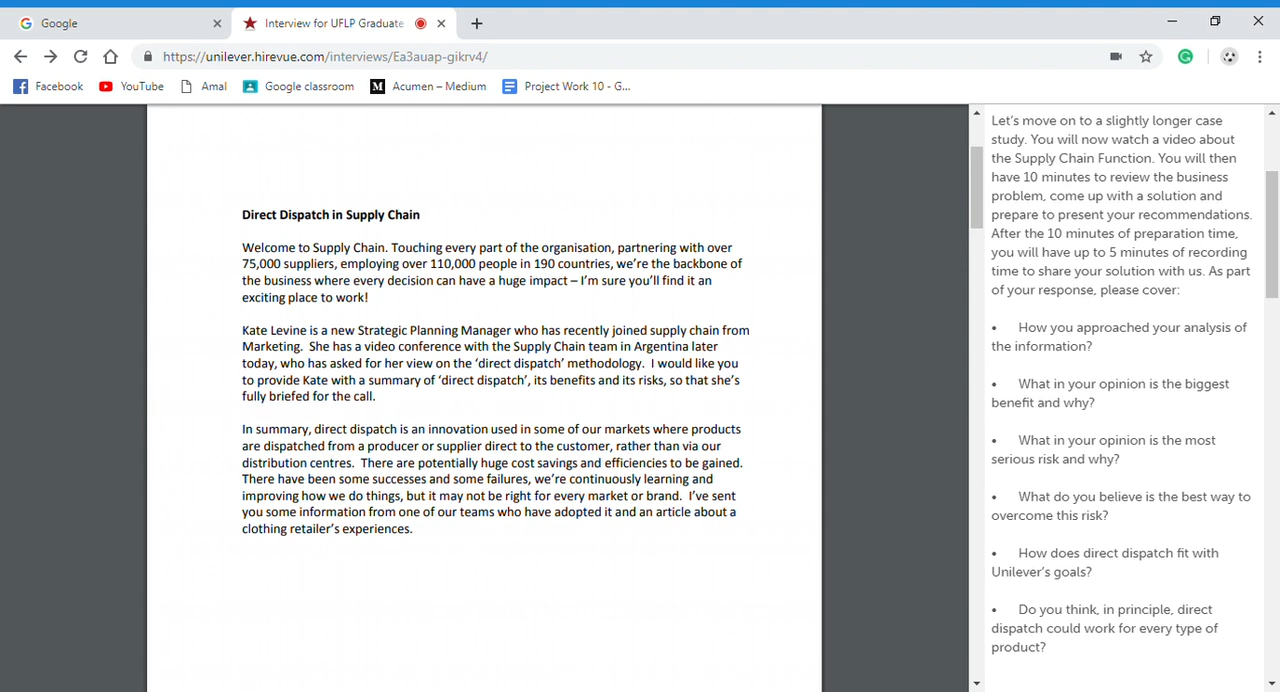 Google
Interview for UFLP Graduate
https://unilever.hirevue.com/interviews/Ea3auap-gikrv4/
Facebook YouTube Amal Google classroom M Acumen – Medium Project Work 10 - G...
Direct Dispatch in Supply Chain
Welcome to Supply Chain. Touching every part of the organisation, partnering with over
75,000 suppliers, employing over 110,000 people in 190 countries, we're the backbone of
the business where every decision can have a huge impact – I'm sure you'll find it an
exciting place to work!
Kate Levine is a new Strategic Planning Manager who has recently joined supply chain from
Marketing. She has a video conference with the Supply Chain team in Argentina later
today, who has asked for her view on the 'direct dispatch' methodology. I would like you
to provide Kate with a summary of 'direct dispatch', its benefits and its risks, so that she's
fully briefed for the call.
In summary, direct dispatch is an innovation used in some of our markets where products
are dispatched from a producer or supplier direct to the customer, rather than via our
distribution centres. There are potentially huge cost savings and efficiencies to be gained.
There have been some successes and some failures, we're continuously learning and
improving how we do things, but it may not be right for every market or brand. I've sent
you some information from one of our teams who have adopted it and an article about a
clothing retailer's experiences.
Let's move on to a slightly longer case
study. You will now watch a video about
the Supply Chain Function. You will then
have 10 minutes to review the business
problem, come up with a solution and
prepare to present your recommendations.
After the 10 minutes of preparation time,
you will have up to 5 minutes of recording
time to share your solution with us. As part
of your response, please cover:
• How you approached your analysis of
the information?
• What in your opinion is the biggest
benefit and why?
• What in your opinion is the most
serious risk and why?
• What do you believe is the best way to
overcome this risk?
• How does direct dispatch fit with
Unilever's goals?
• Do you think, in principle, direct
dispatch could work for every type of
product?